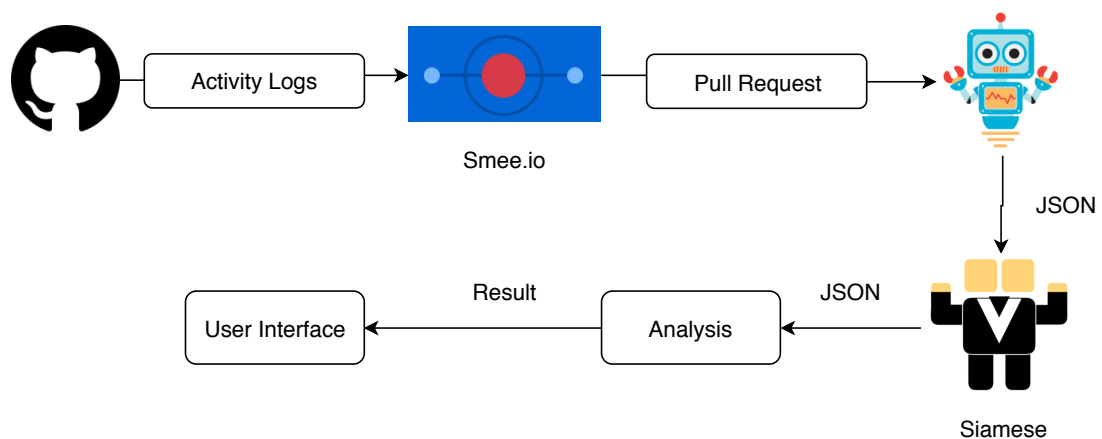 Activity Logs
Smee.io
Pull Request
JSON
Siamese
JSON
Analysis
Result
User Interface